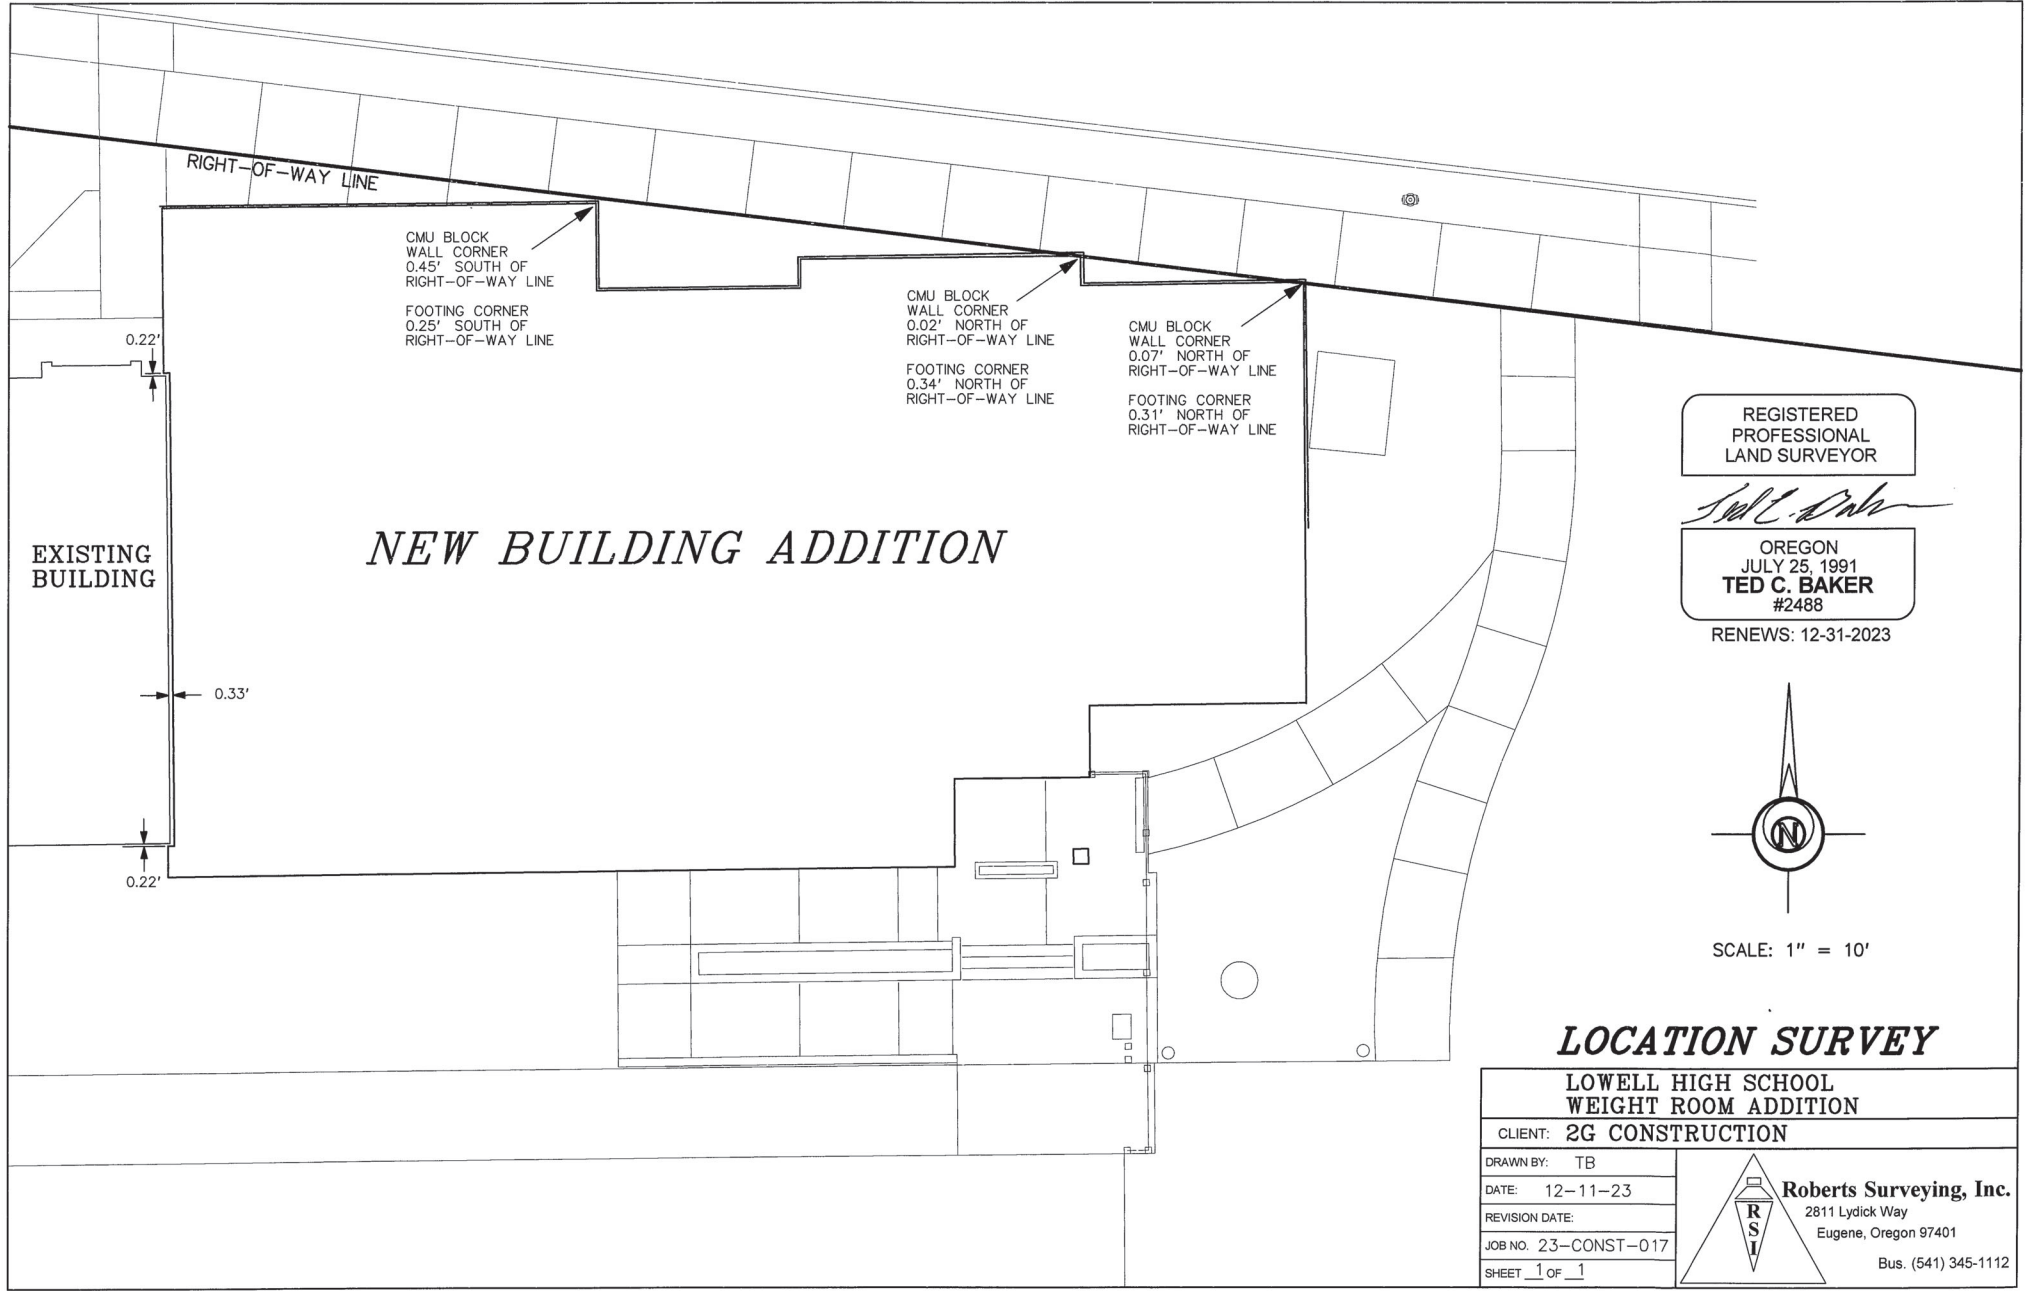 RIGHT-OF-WAY LINE
CMU BLOCK
WALL CORNER
0.45' SOUTH OF
RIGHT-OF-WAY LINE
FOOTING CORNER
0.25' SOUTH OF
RIGHT-OF-WAY LINE
CMU BLOCK
WALL CORNER
0.02' NORTH OF
RIGHT-OF-WAY LINE
FOOTING CORNER
0.34' NORTH OF
RIGHT-OF-WAY LINE
CMU BLOCK
WALL CORNER
0.07' NORTH OF
RIGHT-OF-WAY LINE
FOOTING CORNER
0.31' NORTH OF
RIGHT-OF-WAY LINE
0.22'
EXISTING
BUILDING
NEW BUILDING ADDITION
0.33'
0.22'
REGISTERED
PROFESSIONAL
LAND SURVEYOR
Ted C. Baker
OREGON
JULY 25, 1991
TED C. BAKER
#2488
RENEWS: 12-31-2023
N
SCALE: 1" = 10'
LOCATION SURVEY
LOWELL HIGH SCHOOL
WEIGHT ROOM ADDITION
CLIENT: 2G CONSTRUCTION
DRAWN BY: TB
DATE: 12-11-23
REVISION DATE:
JOB NO. 23-CONST-017
SHEET 1 OF 1
RSI
Roberts Surveying, Inc.
2811 Lydick Way
Eugene, Oregon 97401
Bus. (541) 345-1112